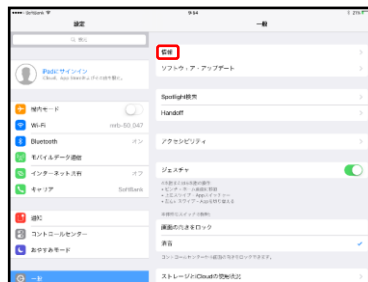 SoftBank
9:54
21%
設定
一般
検索
iPadにサインイン
機内モード
Wi-Fi
Bluetooth
オン
モバイルデータ通信
インターネット共有
オフ
キャリア
SoftBank
通知
コントロールセンター
おやすみモード
一般
情報
ソフトウェア・アップデート
Spotlight検索
Handoff
アクセシビリティ
ジェスチャ
画面の向きをロック
消音
ストレージとiCloudの使用状況